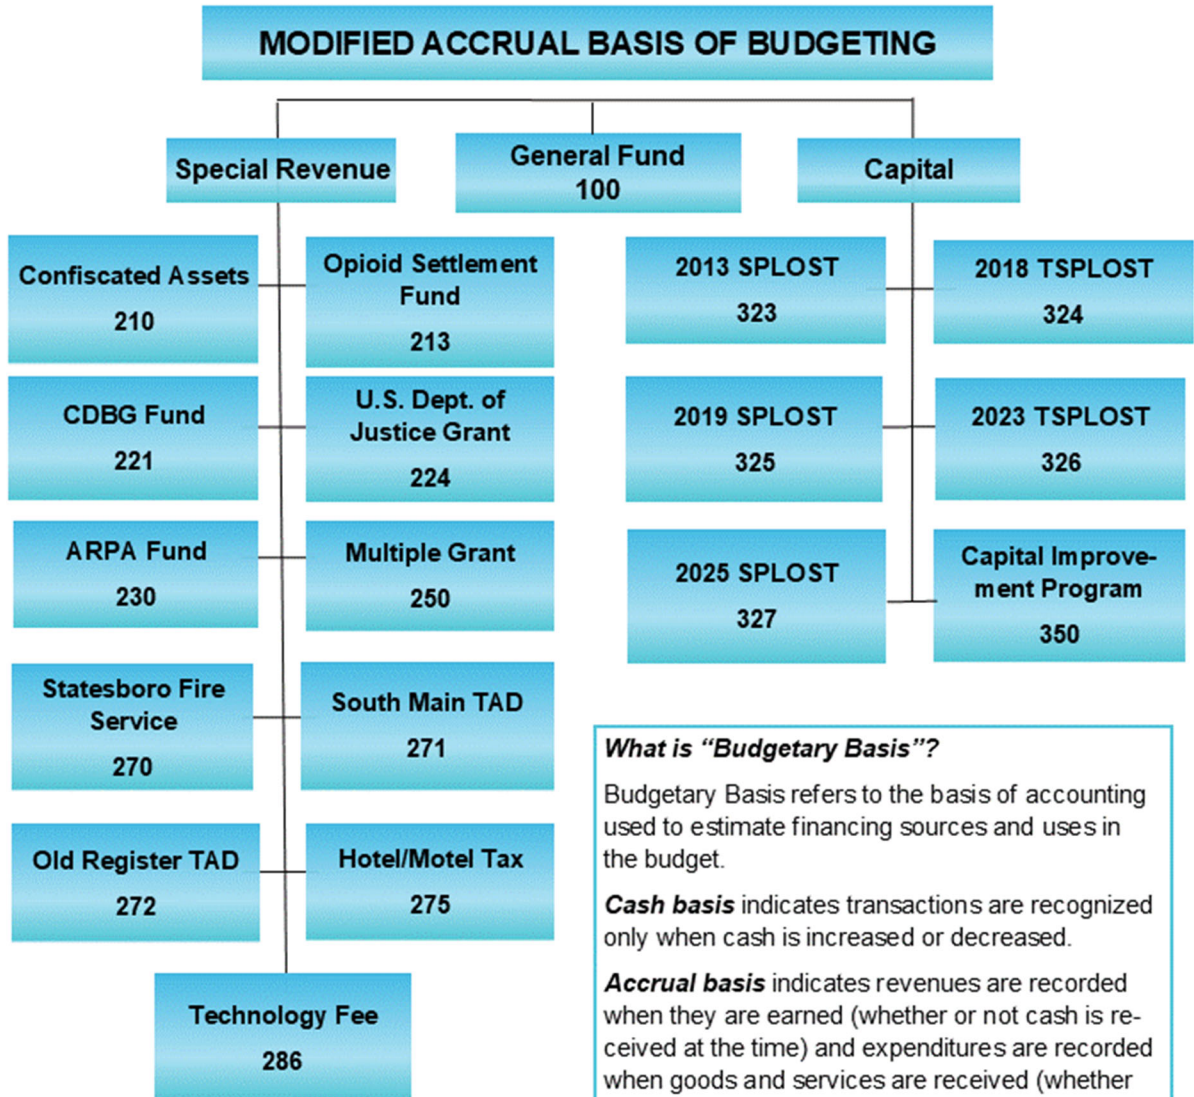 MODIFIED ACCRUAL BASIS OF BUDGETING
Special Revenue
General Fund
100
Capital
Confiscated Assets
210
Opioid Settlement
Fund
213
CDBG Fund
221
U.S. Dept. of
Justice Grant
224
ARPA Fund
230
Multiple Grant
250
Statesboro Fire
Service
270
South Main TAD
271
Old Register TAD
272
Hotel/Motel Tax
275
Technology Fee
286
2013 SPLOST
323
2018 TSPLOST
324
2019 SPLOST
325
2023 TSPLOST
326
2025 SPLOST
327
Capital Improve-
ment Program
350
What is “Budgetary Basis”?
Budgetary Basis refers to the basis of accounting
used to estimate financing sources and uses in
the budget.
Cash basis indicates transactions are recognized
only when cash is increased or decreased.
Accrual basis indicates revenues are recorded
when they are earned (whether or not cash is re-
ceived at the time) and expenditures are recorded
when goods and services are received (whether